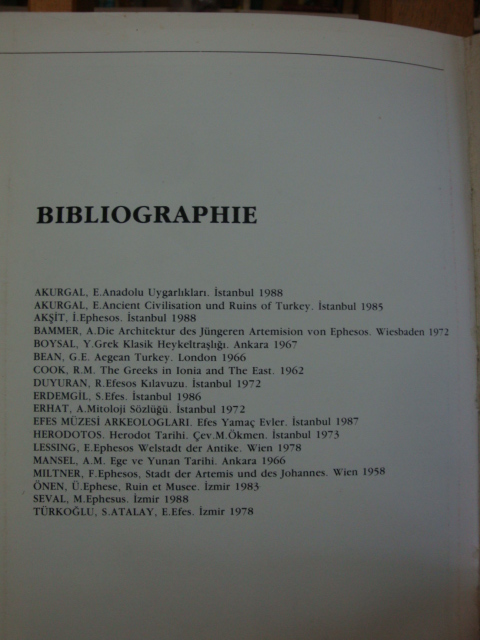 BIBLIOGRAPHIE
AKURGAL, E.Anadolu Uygarlıkları. İstanbul 1988
AKURGAL, E.Ancient Civilisation und Ruins of Turkey. İstanbul 1985
AKŞİT, İ.Ephesos. İstanbul 1988
BAMMER, A.Die Architektur des Jüngeren Artemision von Ephesos. Wiesbaden 1972
BOYSAL, Y.Grek Klasik Heykeltraşlığı. Ankara 1967
BEAN, G.E. Aegean Turkey. London 1966
COOK, R.M. The Greeks in Ionia and The East. 1962
DUYURAN, R.Efesos Kılavuzu. İstanbul 1972
ERDEMGİL, S.Efes. İstanbul 1986
ERHAT, A.Mitoloji Sözlüğü. İstanbul 1972
EFES MÜZESİ ARKEOLOGLARI. Efes Yamaç Evler. İstanbul 1987
HERODOTOS. Herodot Tarihi. Çev.M.Ökmen. İstanbul 1973
LESSING, E.Ephesos Welstadt der Antike. Wien 1978
MANSEL, A.M. Ege ve Yunan Tarihi. Ankara 1966
MILTNER, F.Ephesos, Stadt der Artemis und des Johannes. Wien 1958
ÖNEN, Ü.Ephese, Ruin et Musee. İzmir 1983
SEVAL, M.Ephesus. İzmir 1988
TÜRKOĞLU, S.ATALAY, E.Efes. İzmir 1978